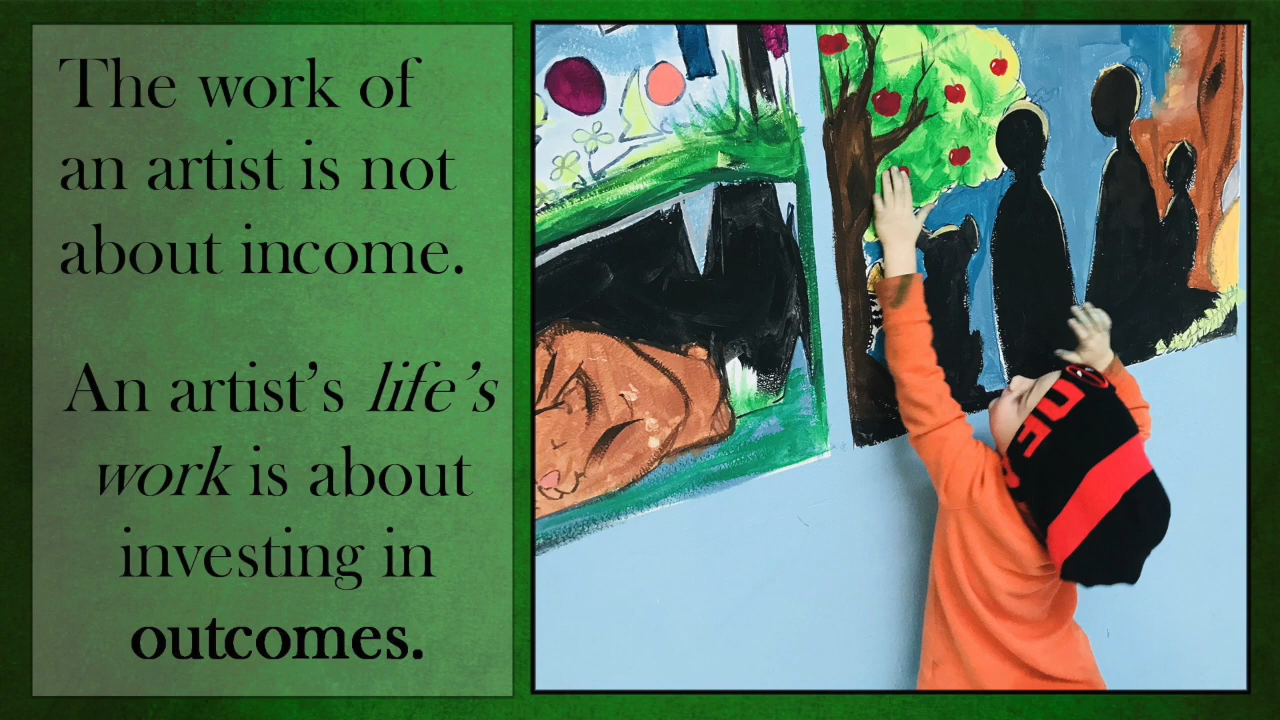 The work of
an artist is not
about income.
An artist's life's
work is about
investing in
outcomes.